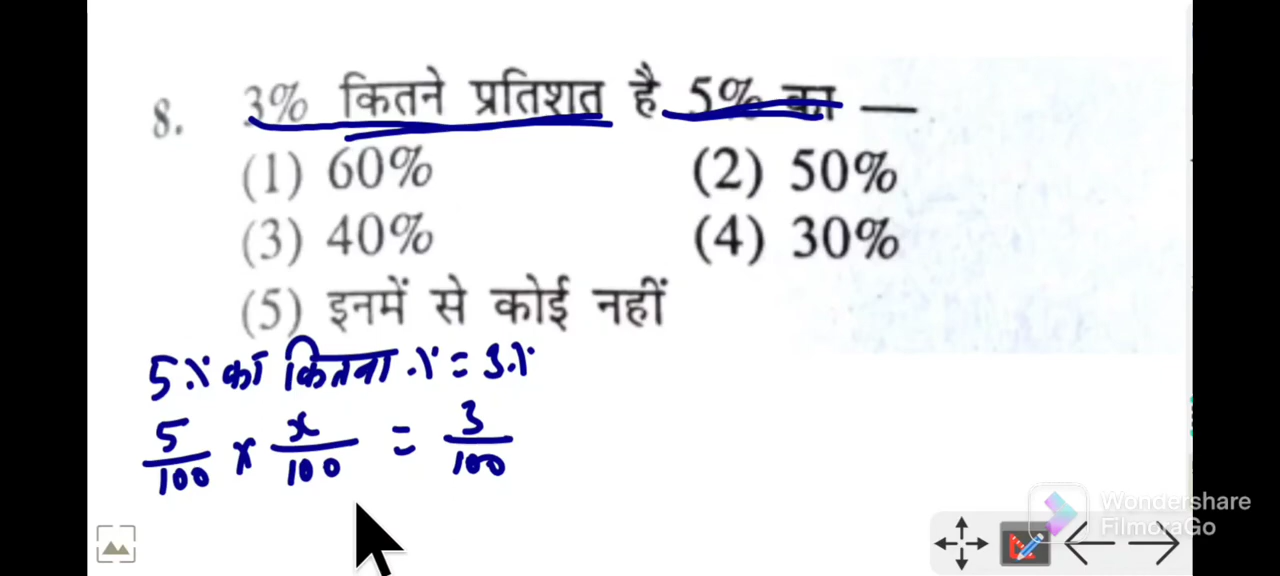 8. 3% कितने प्रतिशत है 5% का —
(1) 60% (2) 50%
(3) 40% (4) 30%
(5) इनमें से कोई नहीं
5% का कितना % = 3%
5/100 × x/100 = 3/100
Wondershare
FilmoraGo